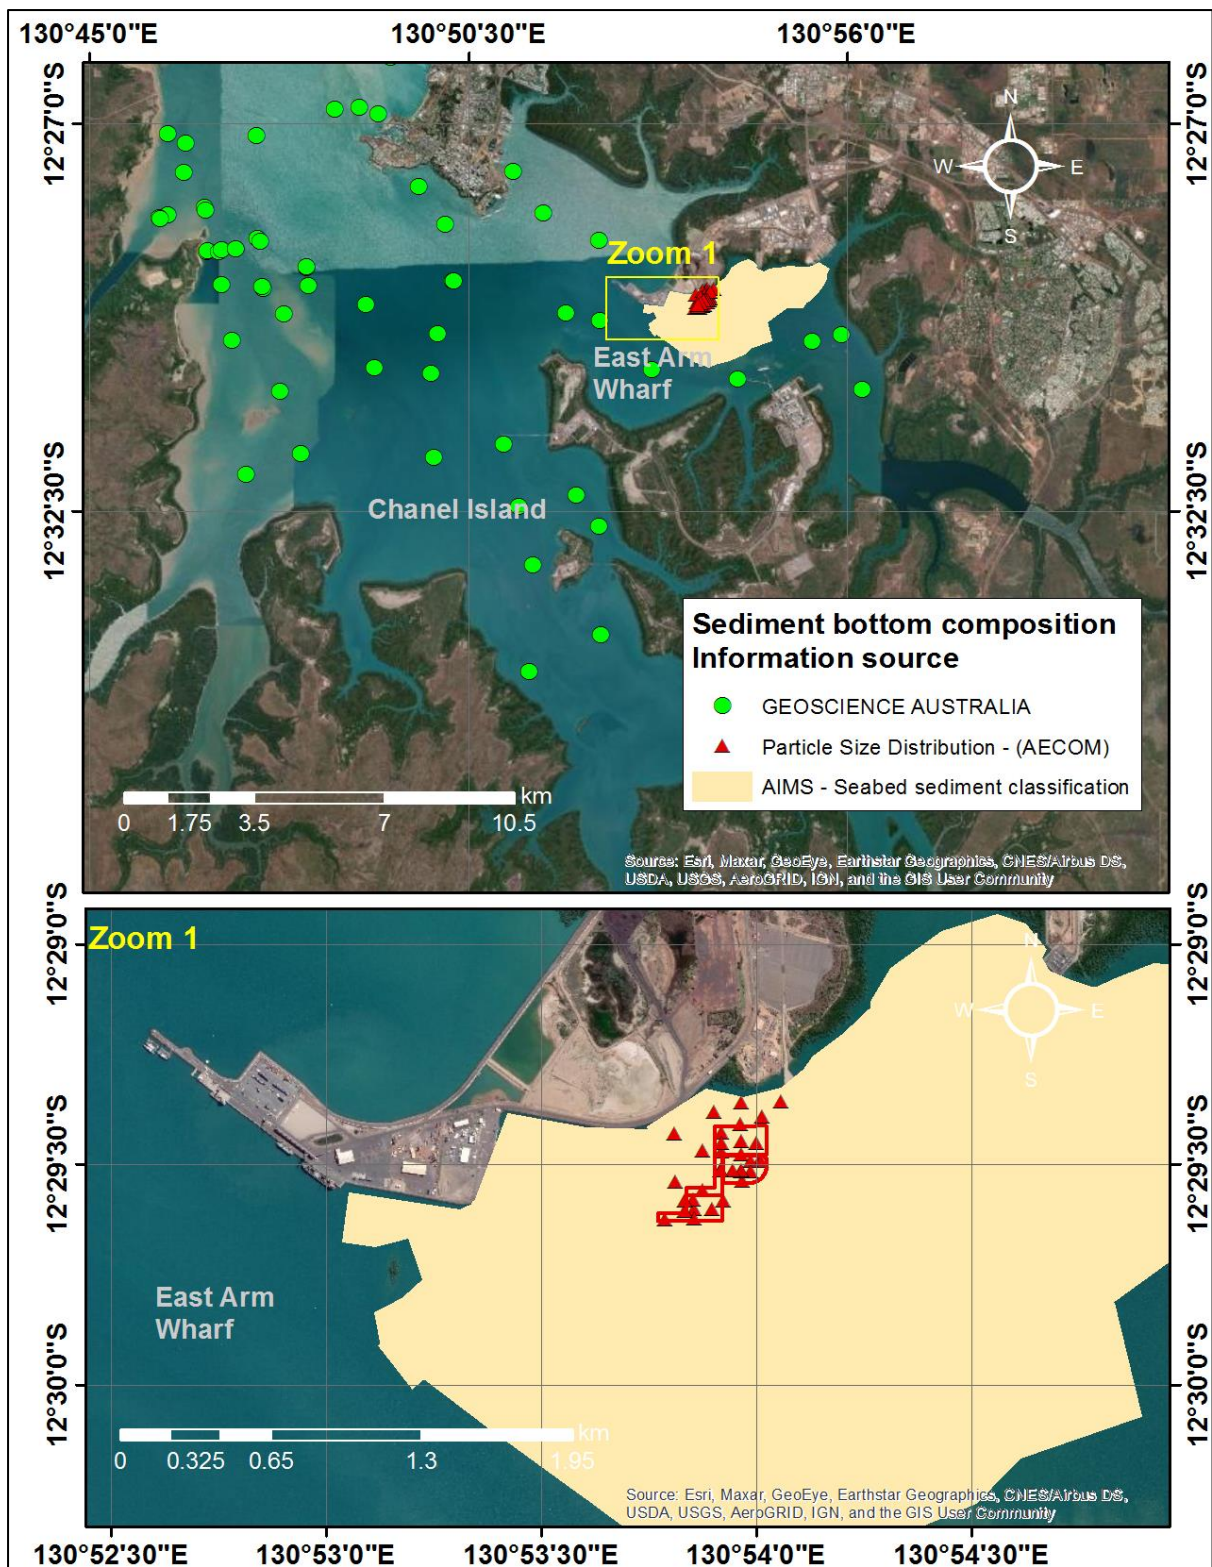 130°45'0"E 130°50'30"E 130°56'0"E
12°27'0"S
12°27'0"S
N
W E
S
Zoom 1
East Arm
Wharf
12°32'30"S
12°32'30"S
Chanel Island
Sediment bottom composition
Information source
GEOSCIENCE AUSTRALIA
Particle Size Distribution - (AECOM)
AIMS - Seabed sediment classification
km
0 1.75 3.5 7 10.5
Source: Esri, Maxar, GeoEye, Earthstar Geographics, CNES/Airbus DS,
USDA, USGS, AeroGRID, IGN, and the GIS User Community
Zoom 1
12°29'0"S
12°29'0"S
N
W E
S
12°29'30"S
12°29'30"S
East Arm
Wharf
12°30'0"S
12°30'0"S
km
0 0.325 0.65 1.3 1.95
Source: Esri, Maxar, GeoEye, Earthstar Geographics, CNES/Airbus DS,
USDA, USGS, AeroGRID, IGN, and the GIS User Community
130°52'30"E 130°53'0"E 130°53'30"E 130°54'0"E 130°54'30"E